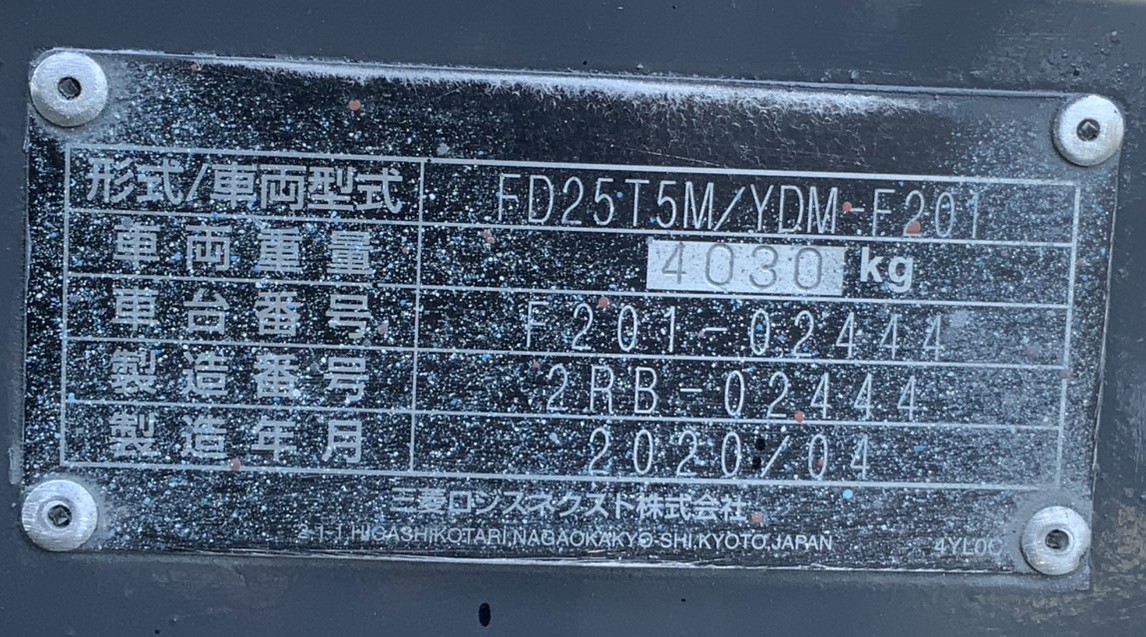 形式/車両型式 FD25T5M/YDM-F201
車両重量 4030 kg
車台番号 F201-02444
製造番号 2RB-02444
製造年月 2020/04
三菱ロジスネクスト株式会社
2-1-1,HIGASHIKOTARI,NAGAOKAKYO-SHI,KYOTO,JAPAN 4YL0C